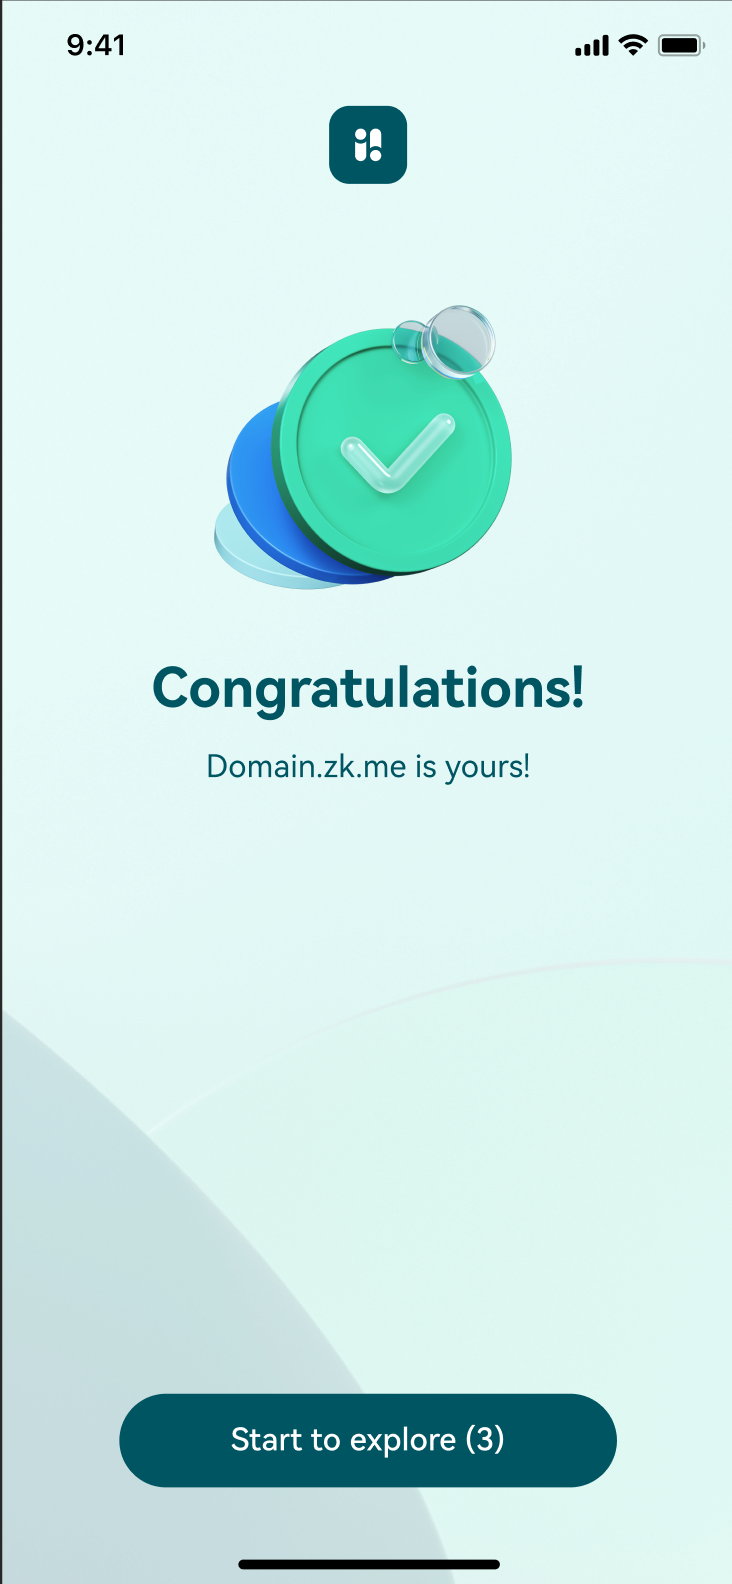 9:41
Congratulations!
Domain.zk.me is yours!
Start to explore (3)